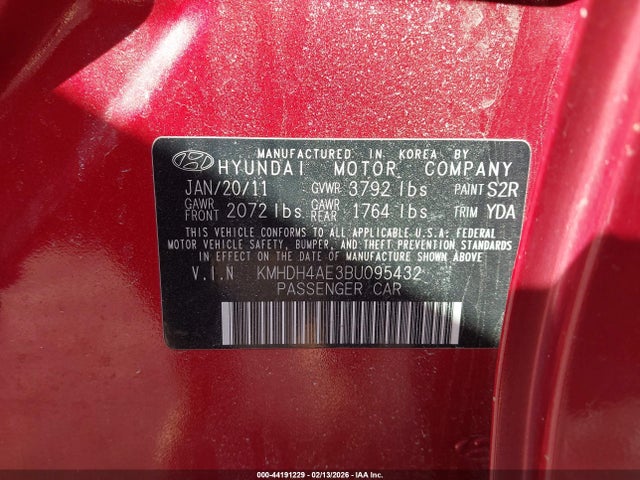 MANUFACTURED IN KOREA BY
HYUNDAI MOTOR COMPANY
JAN/20/11 GVWR 3792 lbs PAINT S2R
GAWR FRONT 2072 lbs GAWR REAR 1764 lbs TRIM YDA
THIS VEHICLE CONFORMS TO ALL APPLICABLE U.S.A. FEDERAL
MOTOR VEHICLE SAFETY, BUMPER, AND THEFT PREVENTION STANDARDS
IN EFFECT ON THE DATE OF MANUFACTURE SHOWN ABOVE.
V.I.N KMHDH4AE3BU095432
PASSENGER CAR
000-44191229 - 02/13/2026 - IAA Inc.